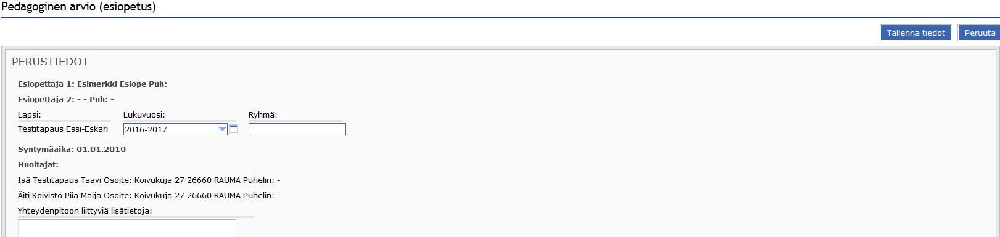 Pedagoginen arvio (esiopetus)
Tallenna tiedot Peruuta
PERUSTIEDOT
Esiopettaja 1: Esimerkki Esiope Puh: -
Esiopettaja 2: - - Puh: -
Lapsi: Lukuvuosi: Ryhmä:
Testitapaus Essi-Eskari 2016-2017
Syntymäaika: 01.01.2010
Huoltajat:
Isä Testitapaus Taavi Osoite: Koivukuja 27 26660 RAUMA Puhelin: -
Äiti Koivisto Piia Maija Osoite: Koivukuja 27 26660 RAUMA Puhelin: -
Yhteydenpitoon liittyviä lisätietoja: